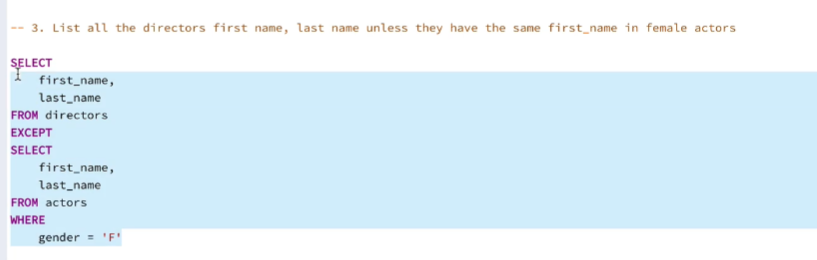 -- 3. List all the directors first name, last name unless they have the same first_name in female actors
SELECT
first_name,
last_name
FROM directors
EXCEPT
SELECT
first_name,
last_name
FROM actors
WHERE
gender = 'F'